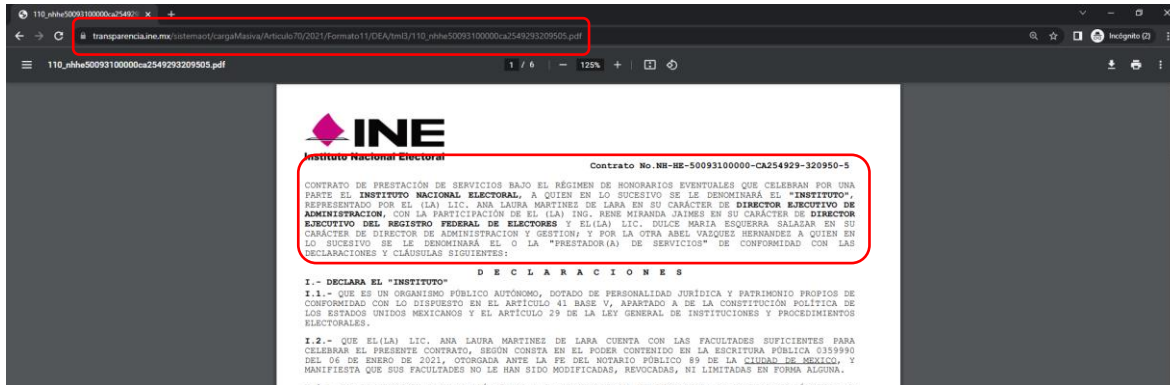 110_nhhe50093100000ca254929
transparencia.ine.mx/sistemaot/cargaMasiva/Articulo70/2021/Formato11/DEA/tml3/110_nhhe50093100000ca2549293209505.pdf
Incógnito (2)
110_nhhe50093100000ca2549293209505.pdf
1 / 6
125%
INE
Instituto Nacional Electoral
Contrato No.NH-HE-50093100000-CA254929-320950-5
CONTRATO DE PRESTACIÓN DE SERVICIOS BAJO EL RÉGIMEN DE HONORARIOS EVENTUALES QUE CELEBRAN POR UNA
PARTE EL INSTITUTO NACIONAL ELECTORAL, A QUIEN EN LO SUCESIVO SE LE DENOMINARÁ EL "INSTITUTO",
REPRESENTADO POR EL (LA) LIC. ANA LAURA MARTINEZ DE LARA EN SU CARÁCTER DE DIRECTOR EJECUTIVO DE
ADMINISTRACION, CON LA PARTICIPACIÓN DE EL (LA) ING. RENE MIRANDA JAIMES EN SU CARÁCTER DE DIRECTOR
EJECUTIVO DEL REGISTRO FEDERAL DE ELECTORES Y EL(LA) LIC. DULCE MARIA ESQUERRA SALAZAR EN SU
CARÁCTER DE DIRECTOR DE ADMINISTRACION Y GESTION; Y POR LA OTRA ABEL VAZQUEZ HERNANDEZ A QUIEN EN
LO SUCESIVO SE LE DENOMINARÁ EL O LA "PRESTADOR(A) DE SERVICIOS" DE CONFORMIDAD CON LAS
DECLARACIONES Y CLÁUSULAS SIGUIENTES:
D E C L A R A C I O N E S
I.- DECLARA EL "INSTITUTO"
I.1.- QUE ES UN ORGANISMO PÚBLICO AUTÓNOMO, DOTADO DE PERSONALIDAD JURÍDICA Y PATRIMONIO PROPIOS DE
CONFORMIDAD CON LO DISPUESTO EN EL ARTÍCULO 41 BASE V, APARTADO A DE LA CONSTITUCIÓN POLÍTICA DE
LOS ESTADOS UNIDOS MEXICANOS Y EL ARTÍCULO 29 DE LA LEY GENERAL DE INSTITUCIONES Y PROCEDIMIENTOS
ELECTORALES.
I.2.- QUE EL(LA) LIC. ANA LAURA MARTINEZ DE LARA CUENTA CON LAS FACULTADES SUFICIENTES PARA
CELEBRAR EL PRESENTE CONTRATO, SEGÚN CONSTA EN EL PODER CONTENIDO EN LA ESCRITURA PÚBLICA 0359990
DEL 06 DE ENERO DE 2021, OTORGADA ANTE LA FE DEL NOTARIO PÚBLICO 89 DE LA CIUDAD DE MEXICO, Y
MANIFIESTA QUE SUS FACULTADES NO LE HAN SIDO MODIFICADAS, REVOCADAS, NI LIMITADAS EN FORMA ALGUNA.